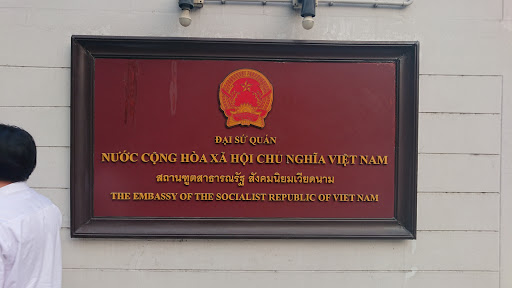 ĐẠI SỨ QUÁN
NƯỚC CỘNG HÒA XÃ HỘI CHỦ NGHĨA VIỆT NAM
สถานฑูตสาธารณรัฐ สังคมนิยมเวียดนาม
THE EMBASSY OF THE SOCIALIST REPUBLIC OF VIET NAM